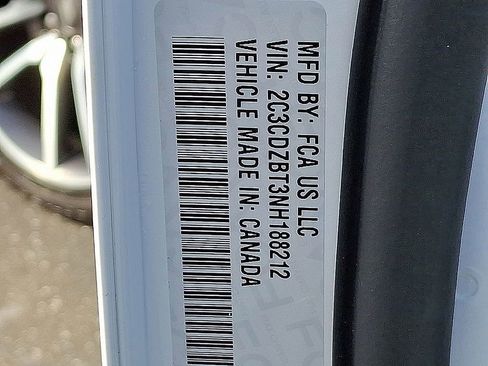 MFD BY: FCA US LLC
VIN: 2C3CDZBT3NH188212
VEHICLE MADE IN: CANADA